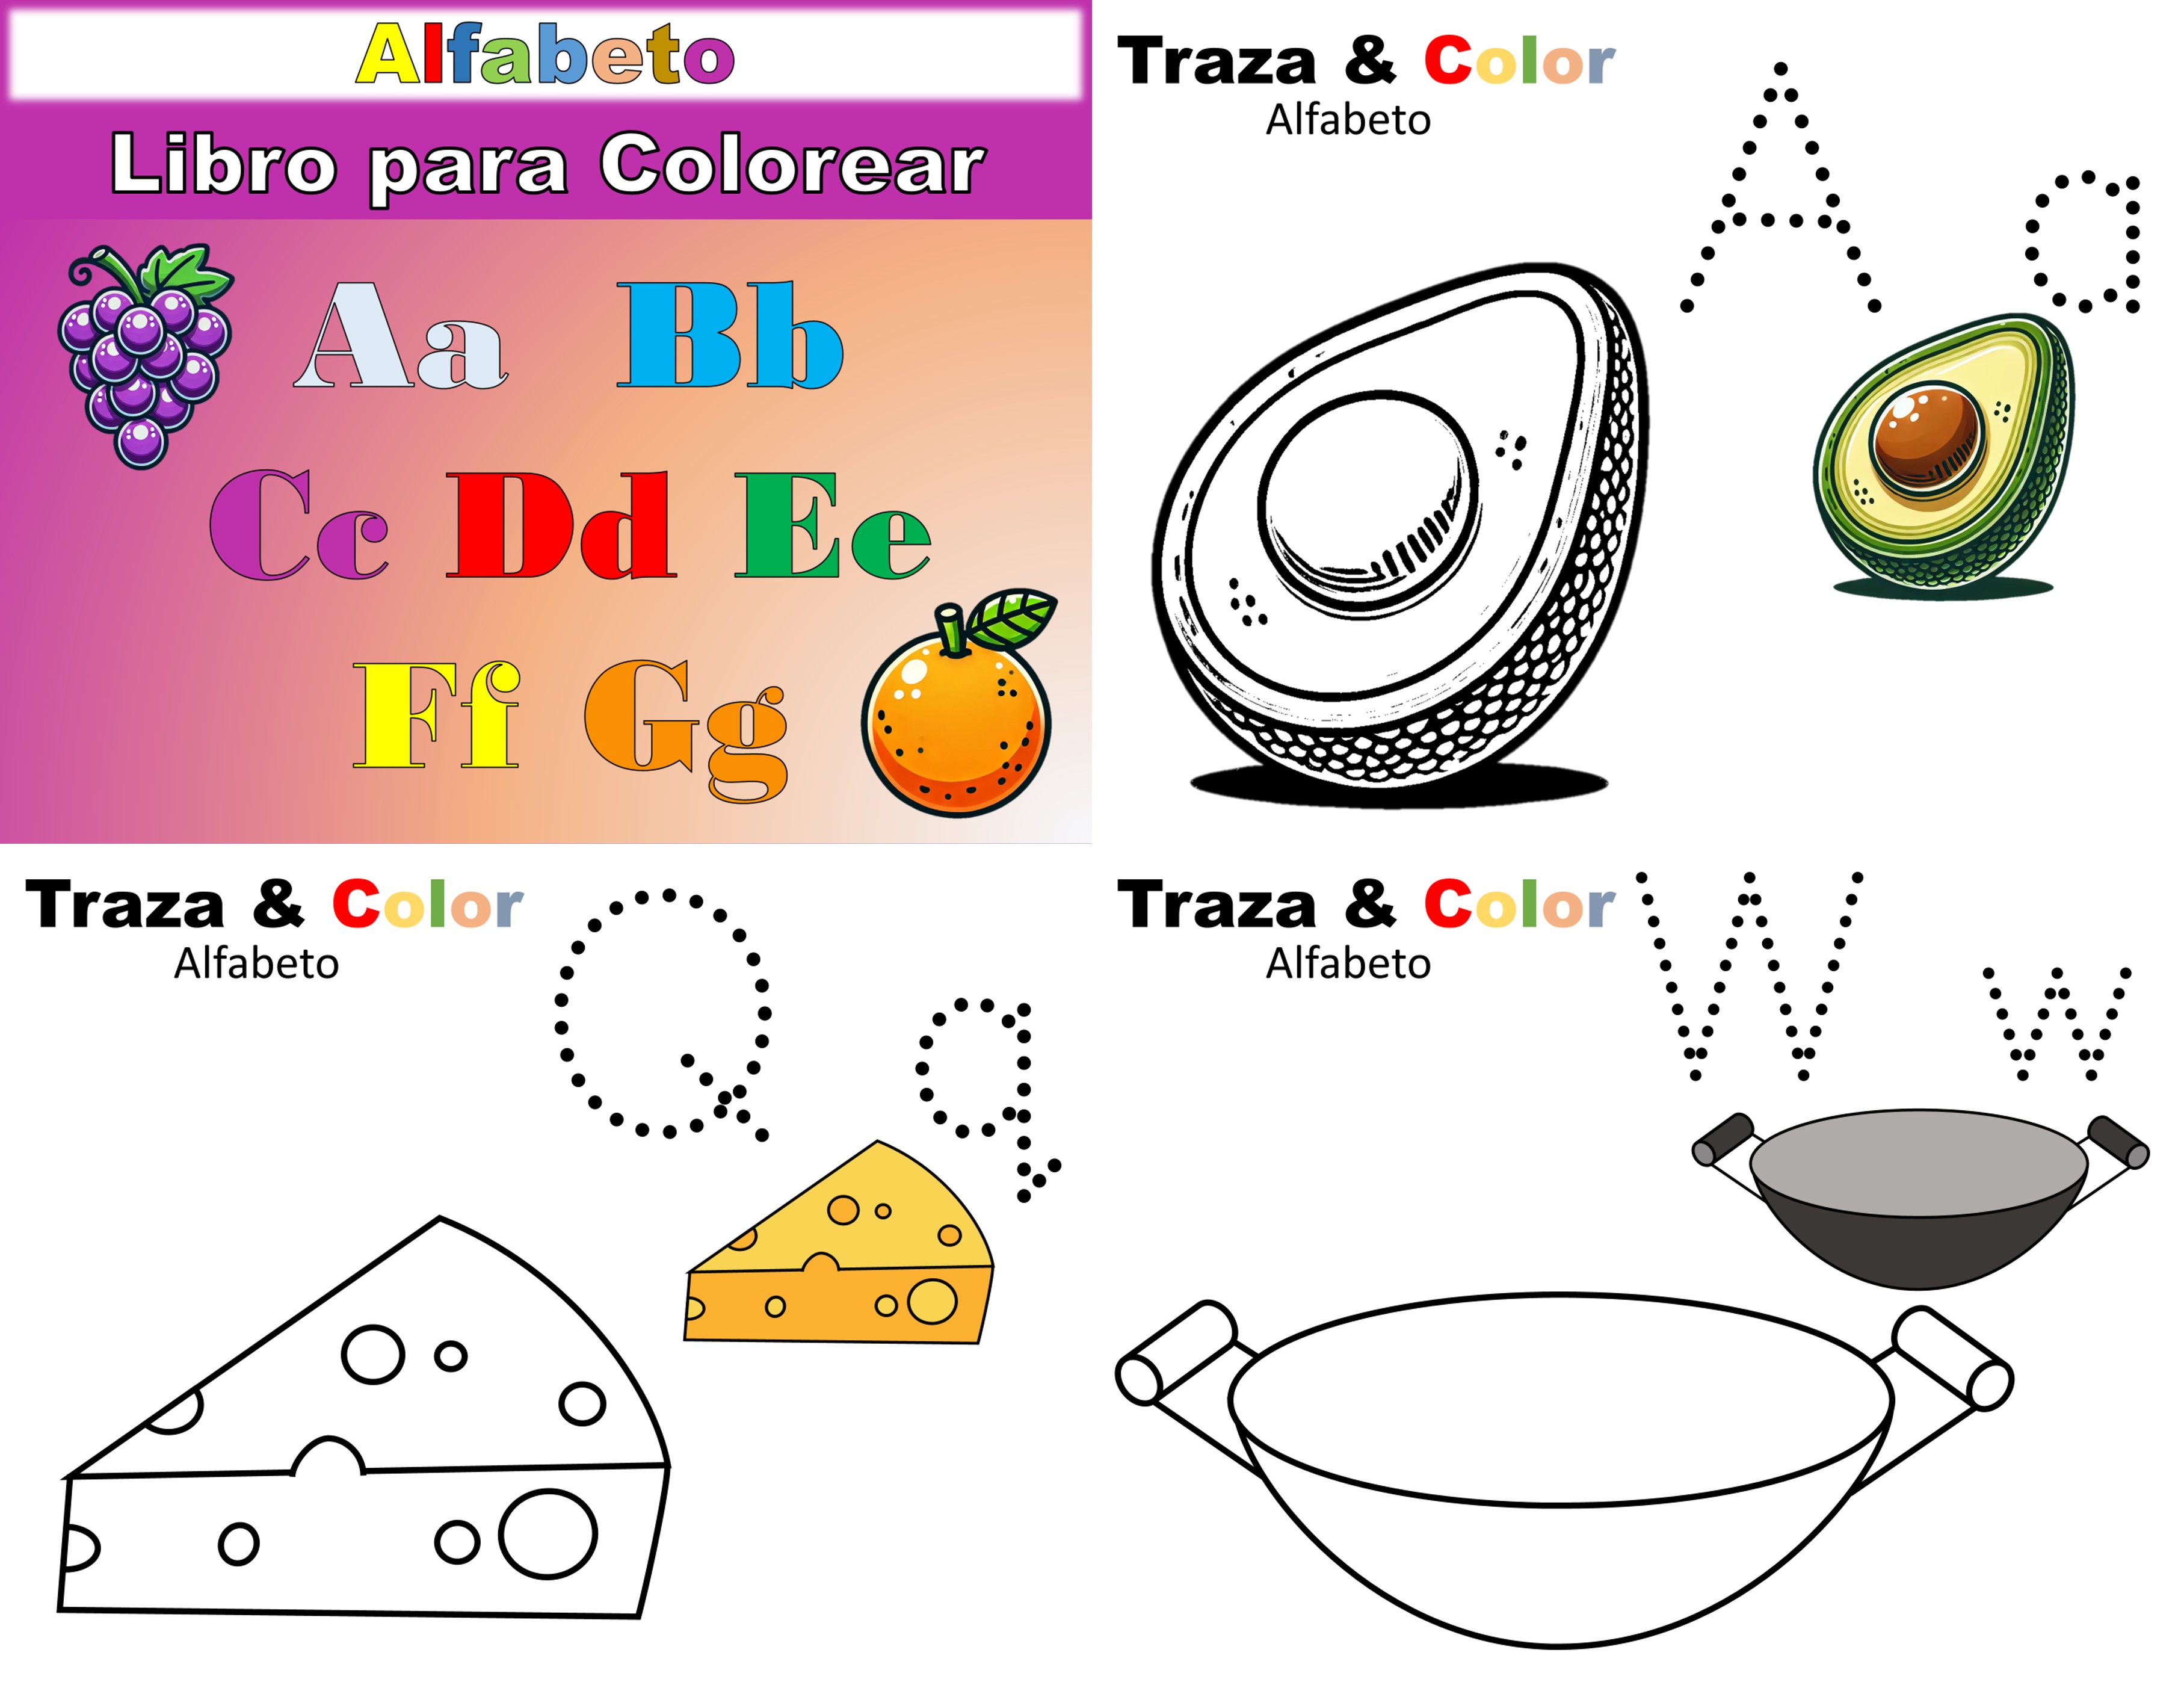 Alfabeto
Libro para Colorear
Aa Bb
Cc Dd Ee
Ff Gg
Traza & Color
Alfabeto
A a
Traza & Color
Alfabeto
Q q
Traza & Color
Alfabeto
W w